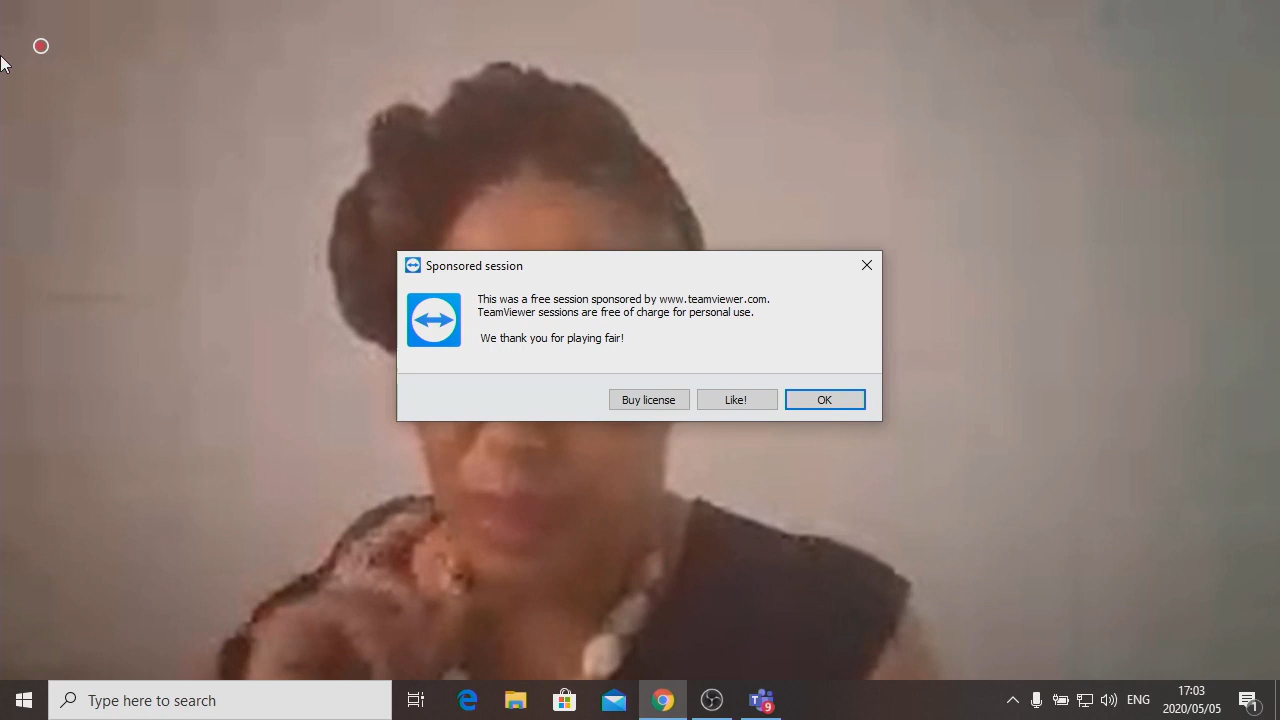 Sponsored session
This was a free session sponsored by www.teamviewer.com.
TeamViewer sessions are free of charge for personal use.
We thank you for playing fair!
Buy license
Like!
OK
Type here to search
9
ENG
17:03
2020/05/05
1